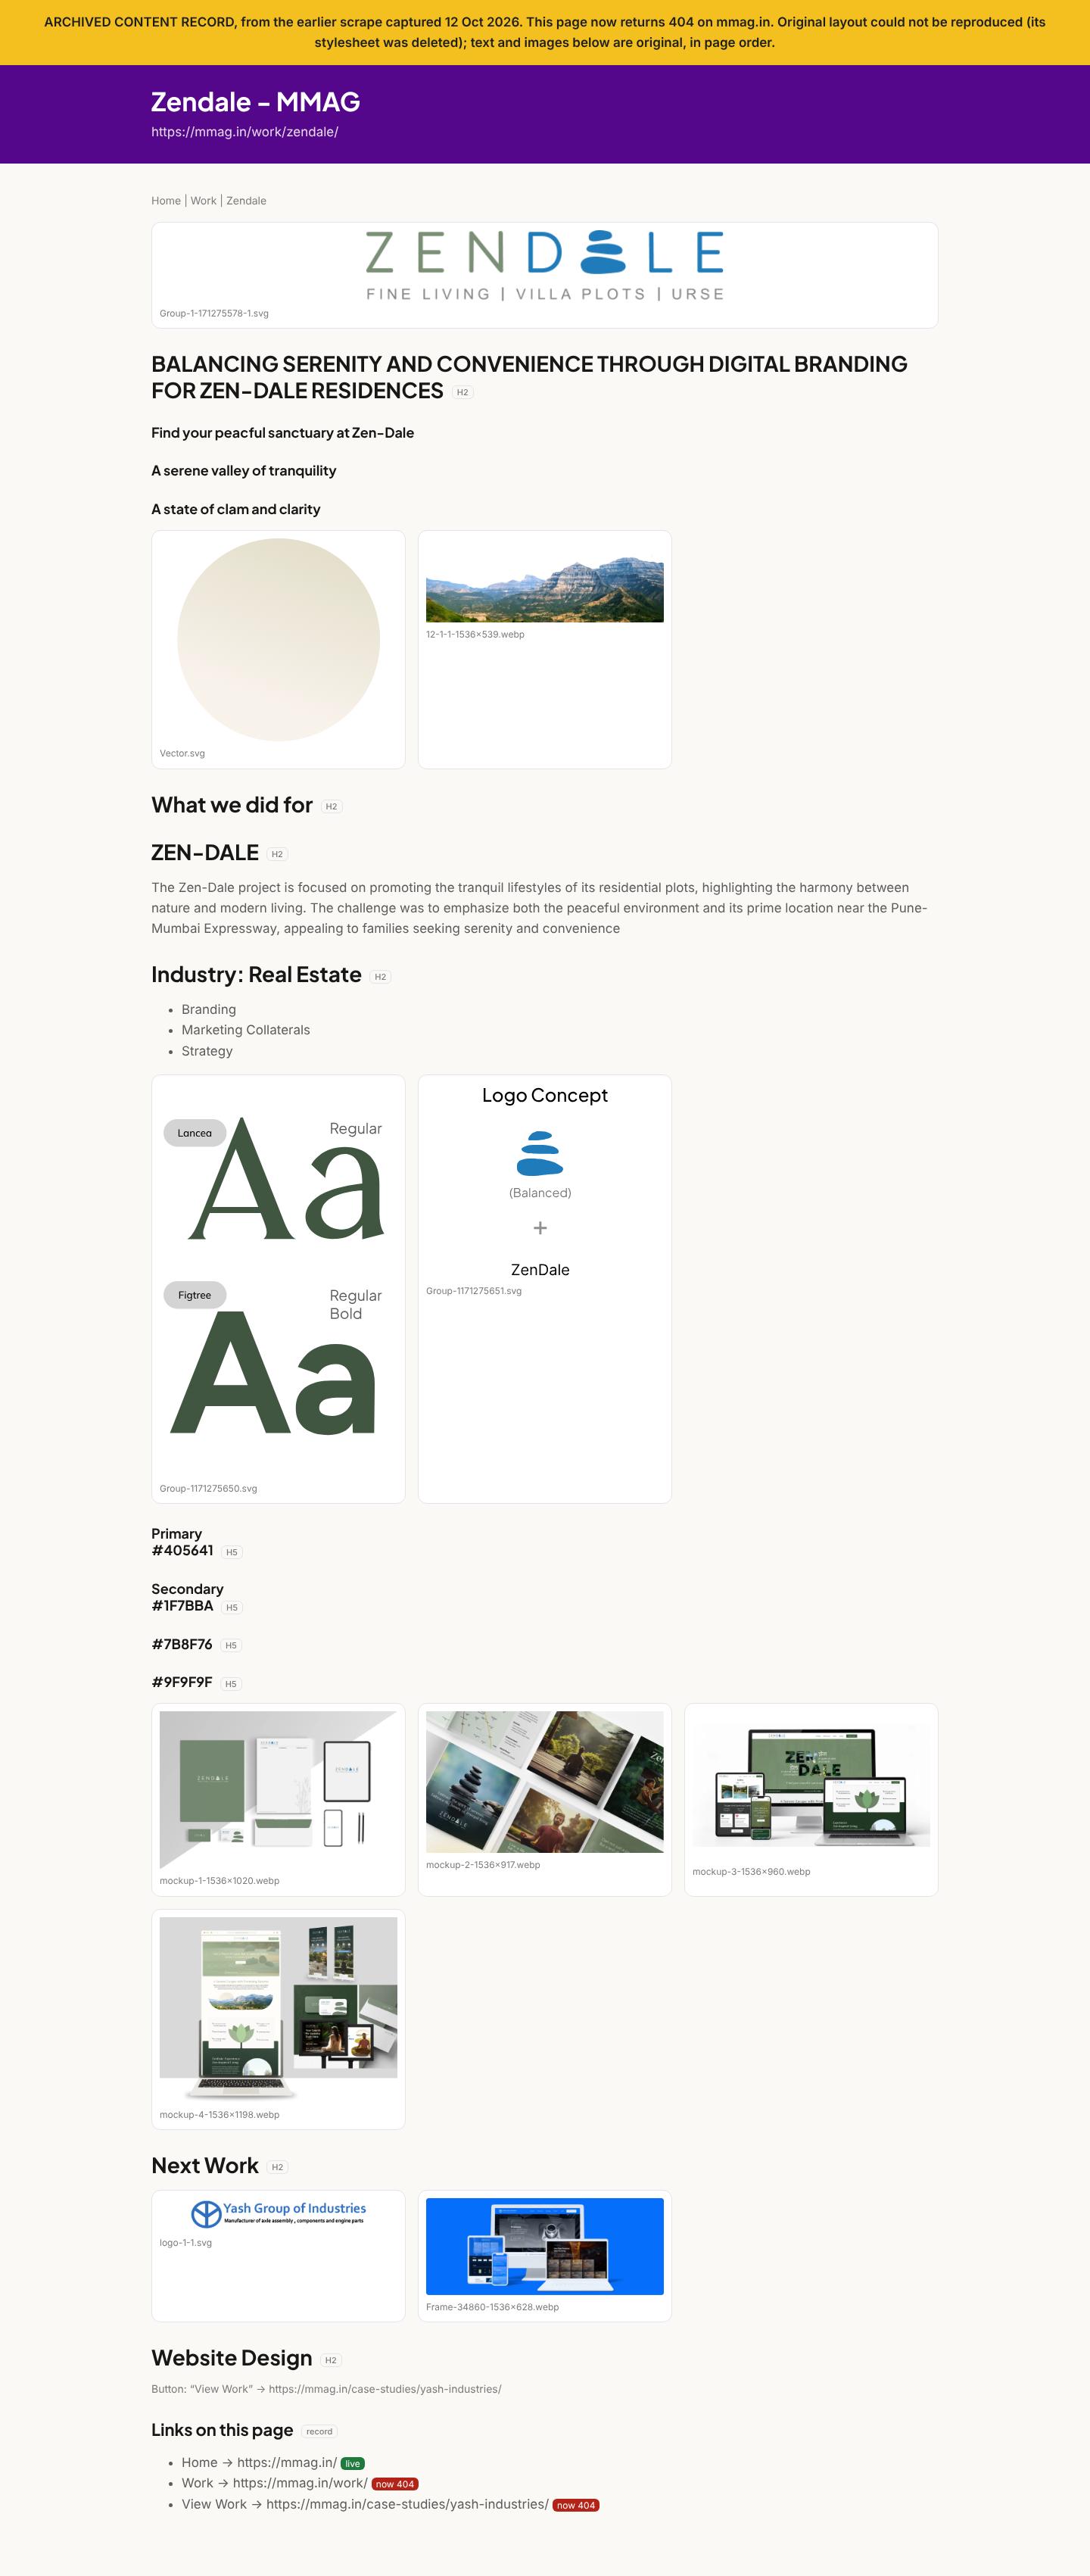 ARCHIVED CONTENT RECORD, from the earlier scrape captured 12 Oct 2026. This page now returns 404 on mmag.in. Original layout could not be reproduced (its
stylesheet was deleted); text and images below are original, in page order.
Zendale – MMAG
https://mmag.in/work/zendale/
Home | Work | Zendale
ZENDALE
FINE LIVING | VILLA PLOTS | URSE
Group-1-171275578-1.svg
BALANCING SERENITY AND CONVENIENCE THROUGH DIGITAL BRANDING
FOR ZEN-DALE RESIDENCES H2
Find your peacful sanctuary at Zen-Dale
A serene valley of tranquility
A state of clam and clarity
Vector.svg
12-1-1-1536×539.webp
What we did for H2
ZEN-DALE H2
The Zen-Dale project is focused on promoting the tranquil lifestyles of its residential plots, highlighting the harmony between
nature and modern living. The challenge was to emphasize both the peaceful environment and its prime location near the Pune-
Mumbai Expressway, appealing to families seeking serenity and convenience
Industry: Real Estate H2
• Branding
• Marketing Collaterals
• Strategy
Lancea
Regular
Aa
Figtree
Regular
Bold
Aa
Group-1171275650.svg
Logo Concept
(Balanced)
+
ZenDale
Group-1171275651.svg
Primary
#405641 H5
Secondary
#1F7BBA H5
#7B8F76 H5
#9F9F9F H5
ZENDALE
ZENDALE
mockup-1-1536×1020.webp
ZENDALE
mockup-2-1536×917.webp
ZEN
DALE
mockup-3-1536×960.webp
mockup-4-1536×1198.webp
Next Work H2
Yash Group of Industries
Manufacturer of axle assembly , components and engine parts
logo-1-1.svg
Frame-34860-1536×628.webp
Website Design H2
Button: “View Work” → https://mmag.in/case-studies/yash-industries/
Links on this page record
• Home → https://mmag.in/ live
• Work → https://mmag.in/work/ now 404
• View Work → https://mmag.in/case-studies/yash-industries/ now 404